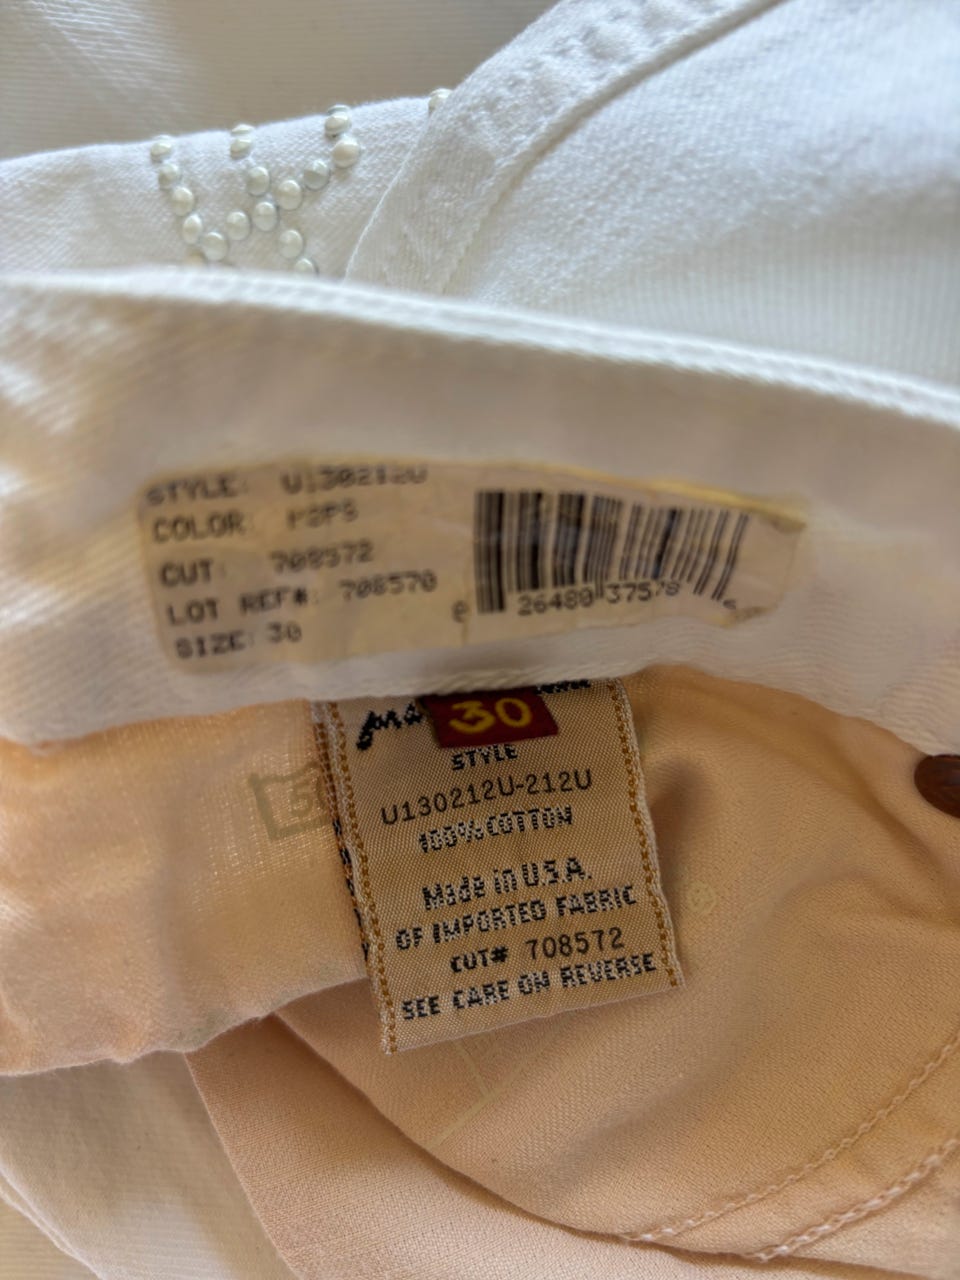 STYLE: U130212U
COLOR:
CUT: 708572
LOT REF#: 708570
SIZE: 30
26480 37578
30
STYLE
U130212U-212U
100% COTTON
Made in U.S.A.
OF IMPORTED FABRIC
CUT# 708572
SEE CARE ON REVERSE